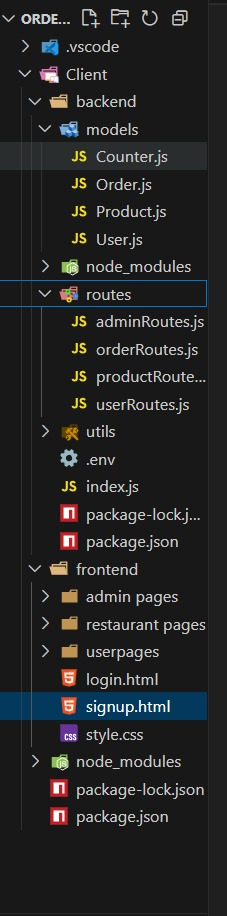 ORDE...
.vscode
Client
backend
models
JS Counter.js
JS Order.js
JS Product.js
JS User.js
node_modules
routes
JS adminRoutes.js
JS orderRoutes.js
JS productRoute...
JS userRoutes.js
utils
.env
JS index.js
package-lock.j...
package.json
frontend
admin pages
restaurant pages
userpages
login.html
signup.html
CSS style.css
node_modules
package-lock.json
package.json